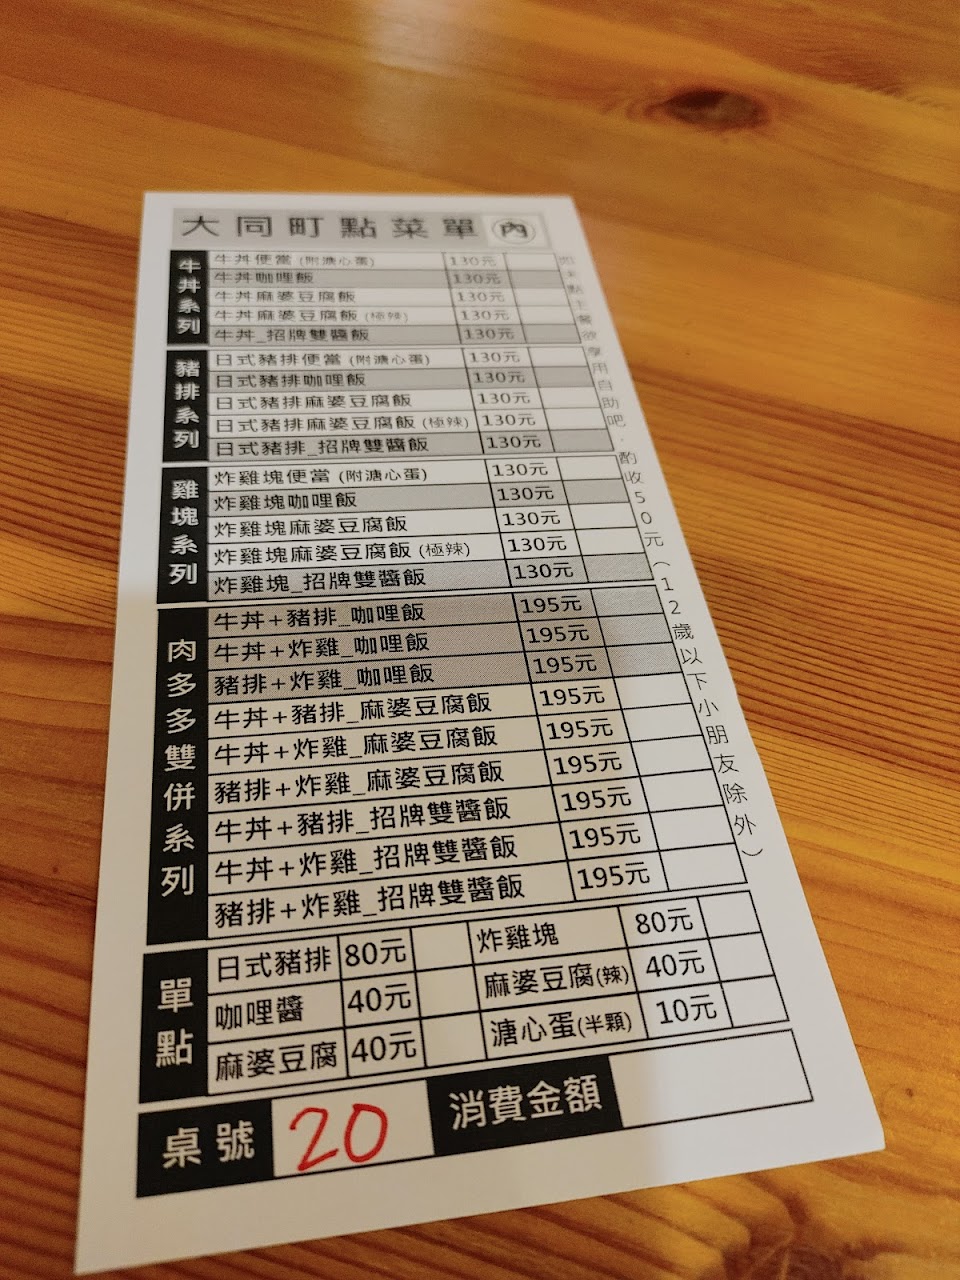 大同町點菜單 內
牛丼系列
牛丼便當 (附溏心蛋) 130元
牛丼咖哩飯 130元
牛丼麻婆豆腐飯 130元
牛丼麻婆豆腐飯 (極辣) 130元
牛丼_招牌雙醬飯 130元
豬排系列
日式豬排便當 (附溏心蛋) 130元
日式豬排咖哩飯 130元
日式豬排麻婆豆腐飯 130元
日式豬排麻婆豆腐飯 (極辣) 130元
日式豬排_招牌雙醬飯 130元
雞塊系列
炸雞塊便當 (附溏心蛋) 130元
炸雞塊咖哩飯 130元
炸雞塊麻婆豆腐飯 130元
炸雞塊麻婆豆腐飯 (極辣) 130元
炸雞塊_招牌雙醬飯 130元
肉多多雙併系列
牛丼+豬排_咖哩飯 195元
牛丼+炸雞_咖哩飯 195元
豬排+炸雞_咖哩飯 195元
牛丼+豬排_麻婆豆腐飯 195元
牛丼+炸雞_麻婆豆腐飯 195元
豬排+炸雞_麻婆豆腐飯 195元
牛丼+豬排_招牌雙醬飯 195元
牛丼+炸雞_招牌雙醬飯 195元
豬排+炸雞_招牌雙醬飯 195元
單點
日式豬排 80元 炸雞塊 80元
咖哩醬 40元 麻婆豆腐(辣) 40元
麻婆豆腐 40元 溏心蛋(半顆) 10元
桌號 20 消費金額
如未點主餐欲享用自助吧,酌收50元(12歲以下小朋友除外)